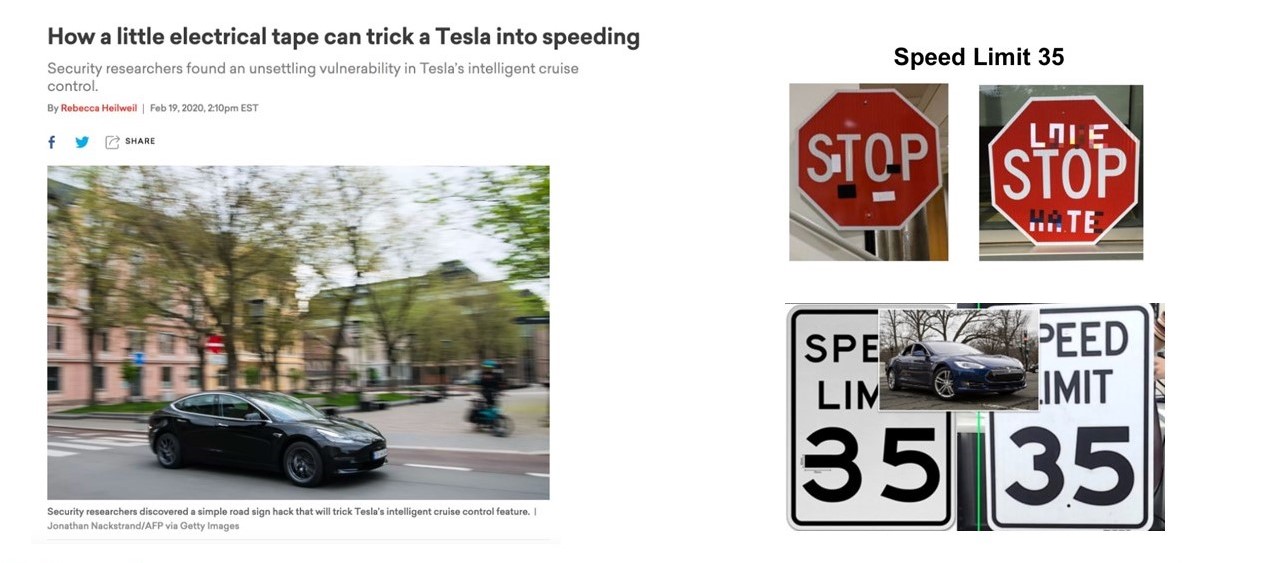 How a little electrical tape can trick a Tesla into speeding
Security researchers found an unsettling vulnerability in Tesla's intelligent cruise
control.
By Rebecca Heilweil | Feb 19, 2020, 2:10pm EST
SHARE
Security researchers discovered a simple road sign hack that will trick Tesla's intelligent cruise control feature. |
Jonathan Nackstrand/AFP via Getty Images
Speed Limit 35
STOP
LOVE
STOP
HATE
SPE
LIM
35
PEED
IMIT
35